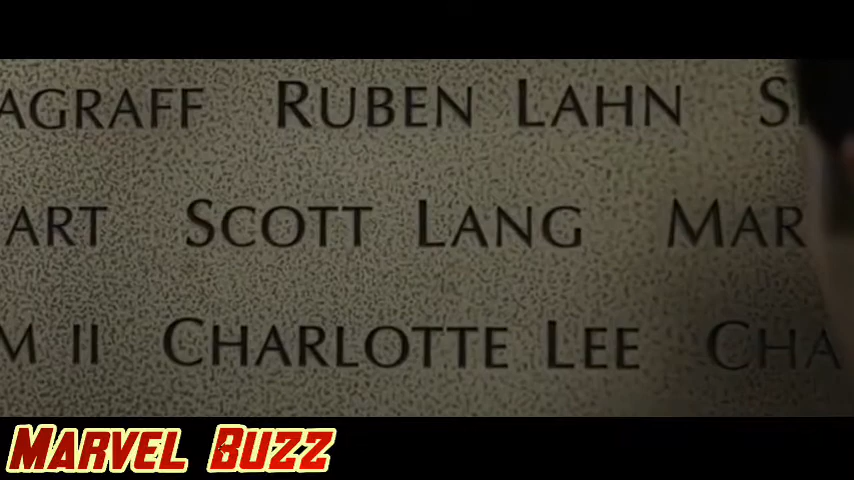 AGRAFF RUBEN LAHN S
ART SCOTT LANG MAR
M II CHARLOTTE LEE CHA
MARVEL BUZZ